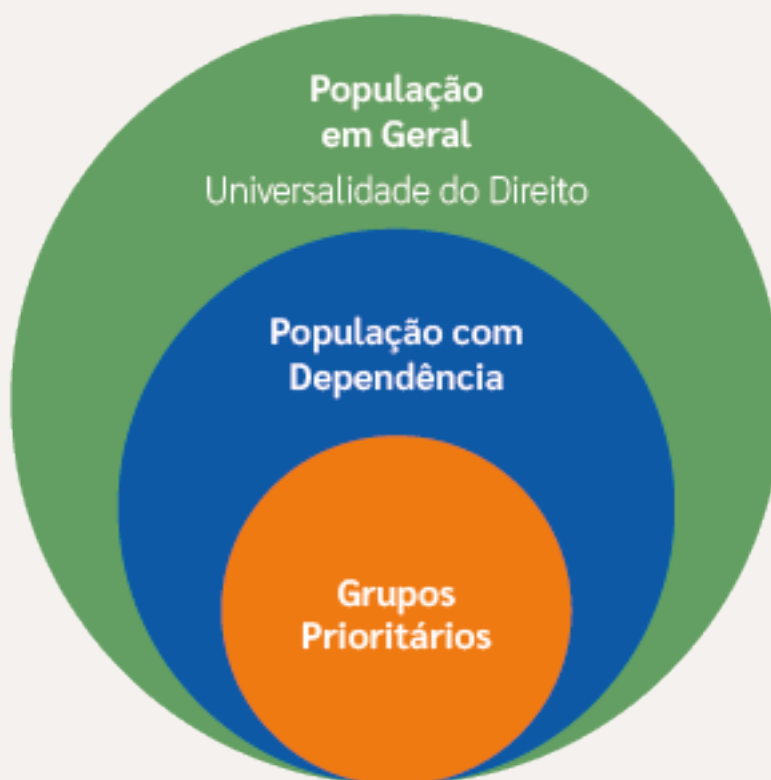 População
em Geral
Universalidade do Direito
População com
Dependência
Grupos
Prioritários